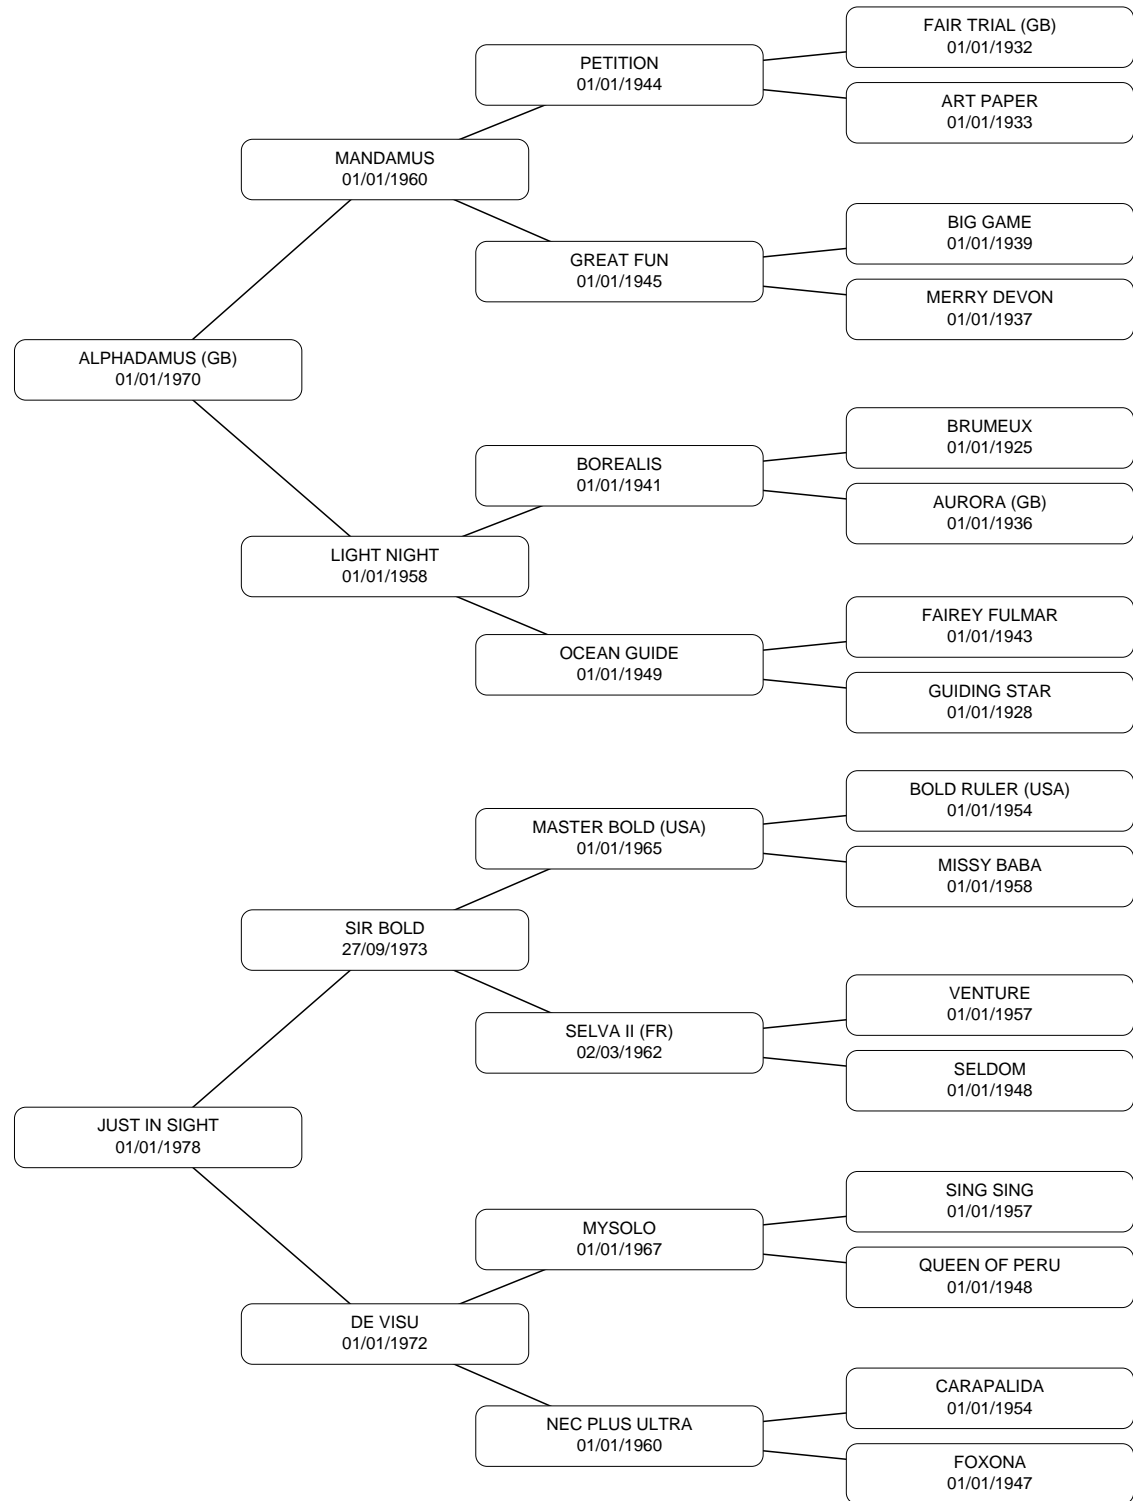 FAIR TRIAL (GB)
01/01/1932
PETITION
01/01/1944
ART PAPER
01/01/1933
MANDAMUS
01/01/1960
BIG GAME
01/01/1939
GREAT FUN
01/01/1945
MERRY DEVON
01/01/1937
ALPHADAMUS (GB)
01/01/1970
BRUMEUX
01/01/1925
BOREALIS
01/01/1941
AURORA (GB)
01/01/1936
LIGHT NIGHT
01/01/1958
FAIREY FULMAR
01/01/1943
OCEAN GUIDE
01/01/1949
GUIDING STAR
01/01/1928
BOLD RULER (USA)
01/01/1954
MASTER BOLD (USA)
01/01/1965
MISSY BABA
01/01/1958
SIR BOLD
27/09/1973
VENTURE
01/01/1957
SELVA II (FR)
02/03/1962
SELDOM
01/01/1948
JUST IN SIGHT
01/01/1978
SING SING
01/01/1957
MYSOLO
01/01/1967
QUEEN OF PERU
01/01/1948
DE VISU
01/01/1972
CARAPALIDA
01/01/1954
NEC PLUS ULTRA
01/01/1960
FOXONA
01/01/1947